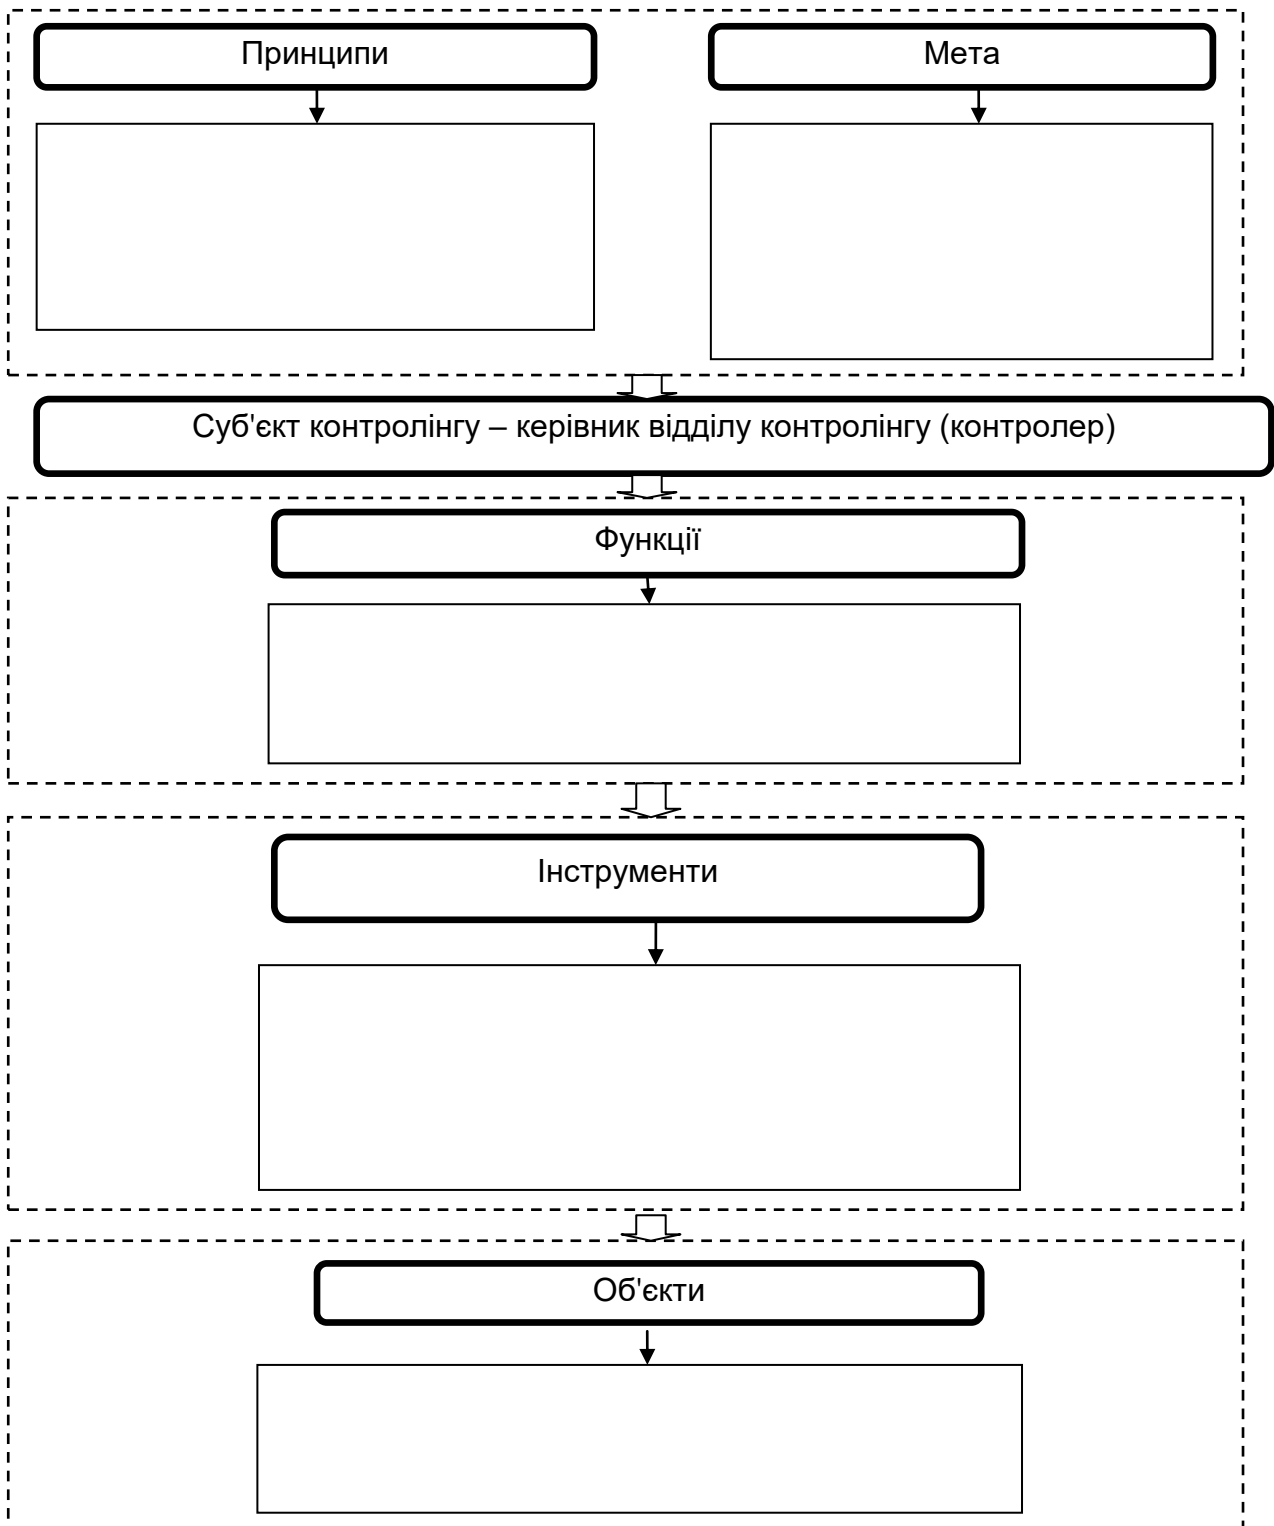 Принципи
Мета
Суб'єкт контролінгу – керівник відділу контролінгу (контролер)
Функції
Інструменти
Об'єкти